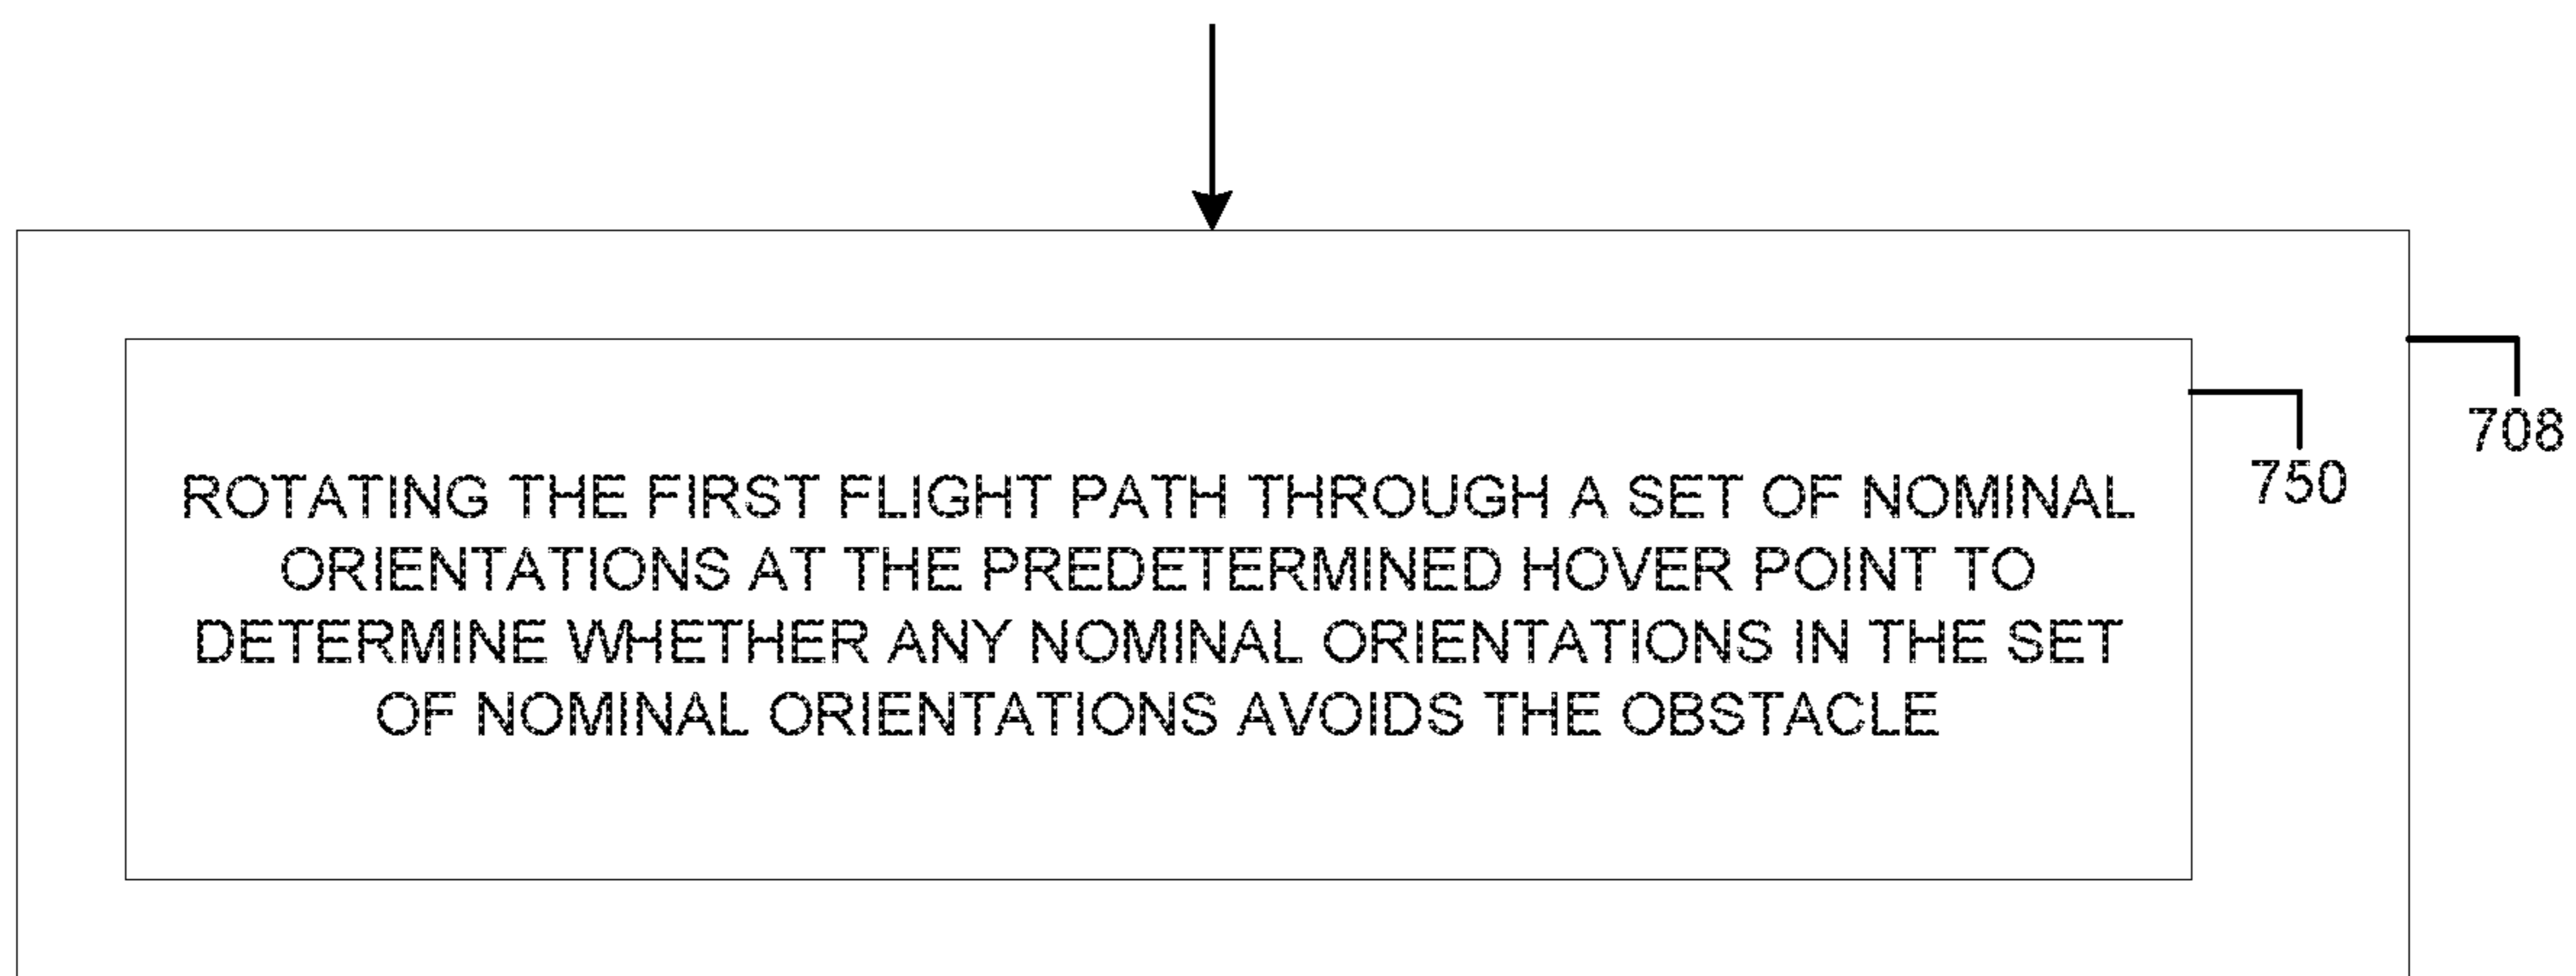 ROTATING THE FIRST FLIGHT PATH THROUGH A SET OF NOMINAL
ORIENTATIONS AT THE PREDETERMINED HOVER POINT TO
DETERMINE WHETHER ANY NOMINAL ORIENTATIONS IN THE SET
OF NOMINAL ORIENTATIONS AVOIDS THE OBSTACLE
750
708